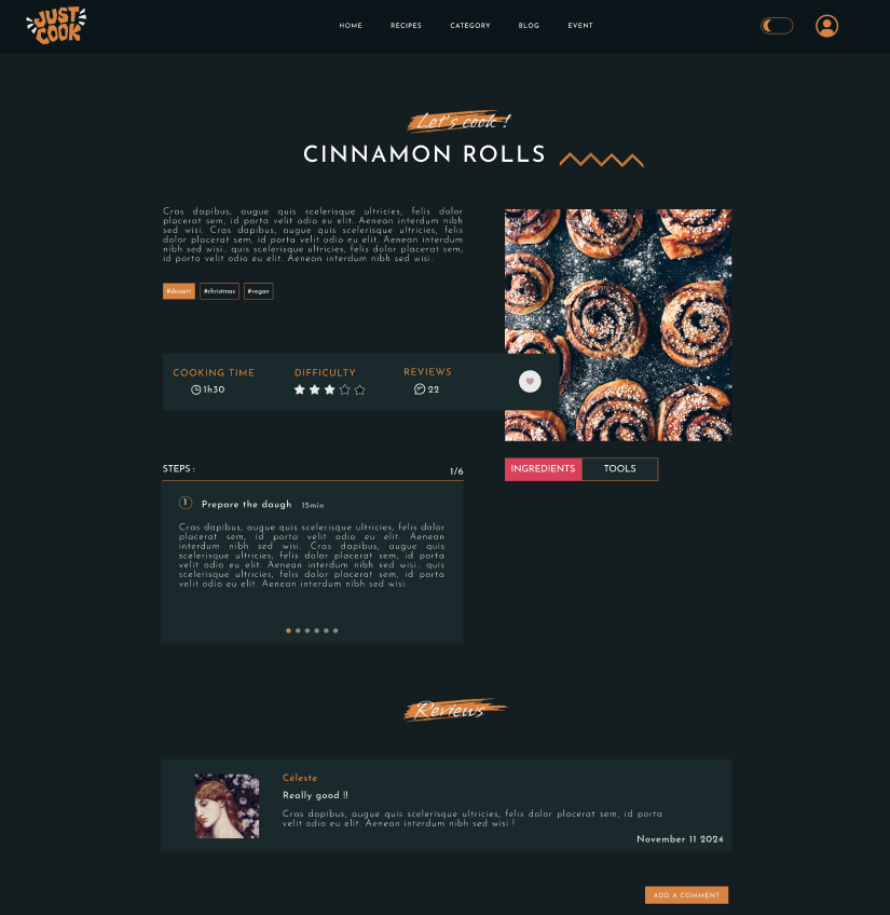 JUST
COOK
HOME RECIPES CATEGORY BLOG EVENT
Let's cook !
CINNAMON ROLLS
Cras dapibus, augue quis scelerisque ultricies, felis dolor
placerat sem, id porta velit odio eu elit. Aenean interdum nibh
sed wisi. Cras dapibus, augue quis scelerisque ultricies, felis
dolor placerat sem, id porta velit odio eu elit. Aenean interdum
nibh sed wisi.. quis scelerisque ultricies, felis dolor placerat sem,
id porta velit odio eu elit. Aenean interdum nibh sed wisi.
#dessert #christmas #vegan
COOKING TIME DIFFICULTY REVIEWS
1h30 22
STEPS : 1/6
1 Prepare the daugh 15min
Cras dapibus, augue quis scelerisque ultricies, felis dolor
placerat sem, id porta velit odio eu elit. Aenean
interdum nibh sed wisi. Cras dapibus, augue quis
scelerisque ultricies, felis dolor placerat sem, id porta
velit odio eu elit. Aenean interdum nibh sed wisi.. quis
scelerisque ultricies, felis dolor placerat sem, id porta
velit odio eu elit. Aenean interdum nibh sed wisi.
INGREDIENTS TOOLS
Reviews
Céleste
Really good !!
Cras dapibus, augue quis scelerisque ultricies, felis dolor placerat sem, id porta
velit odio eu elit. Aenean interdum nibh sed wisi !
November 11 2024
ADD A COMMENT